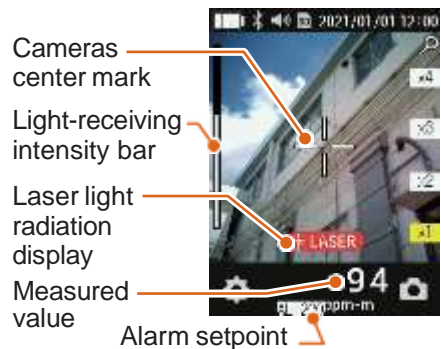 2021/01/01 12:00
Cameras
center mark
x4
Light-receiving
intensity bar
x3
x2
Laser light
radiation
display
LASER
x1
Measured
value
94
ppm-m
Alarm setpoint